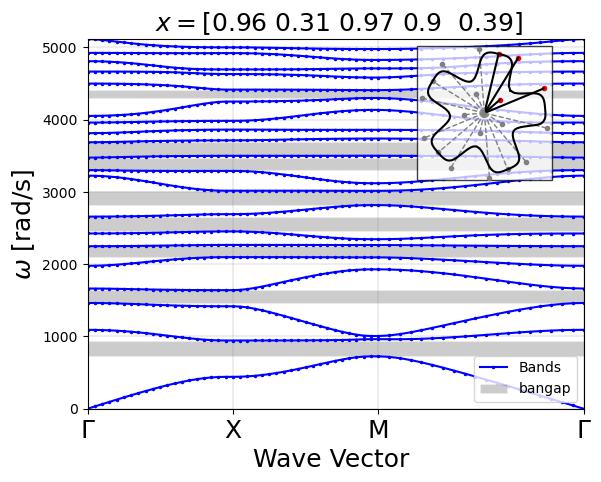 x = [0.96 0.31 0.97 0.9 0.39]
5000
4000
3000
2000
1000
0
ω [rad/s]
Γ X M Γ
Wave Vector
Bands
bangap